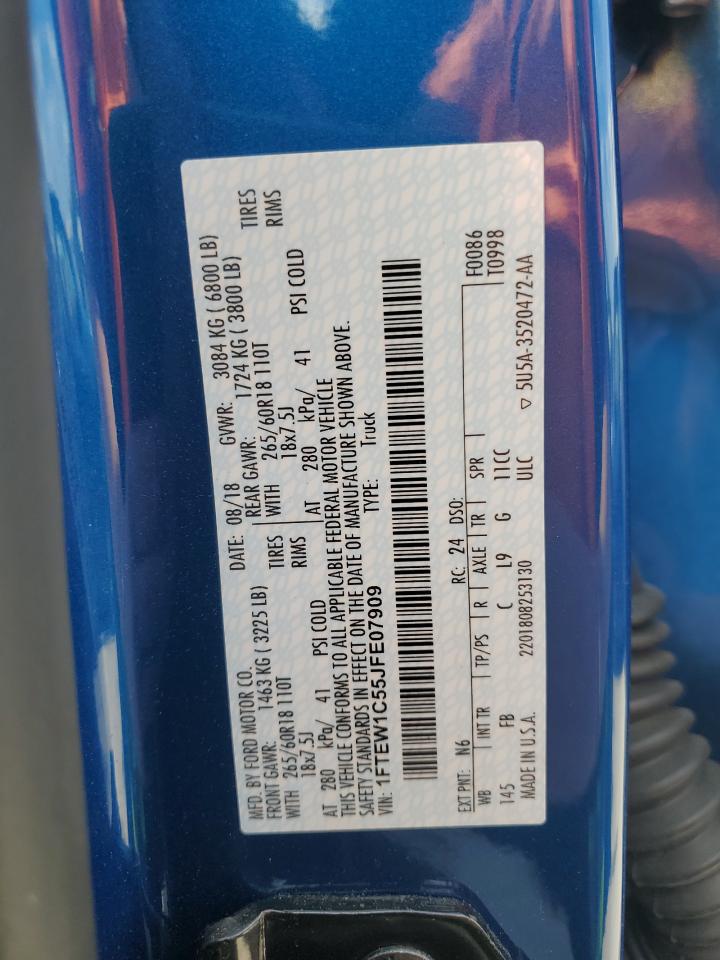 MFD. BY FORD MOTOR CO.
DATE: 08/18 GVWR: 3084 KG ( 6800 LB)
FRONT GAWR: 1463 KG ( 3225 LB) REAR GAWR: 1724 KG ( 3800 LB)
WITH 265/60R18 110T TIRES WITH 265/60R18 110T TIRES
18x7.5J RIMS 18x7.5J RIMS
AT 280 kPa/ 41 PSI COLD AT 280 kPa/ 41 PSI COLD
THIS VEHICLE CONFORMS TO ALL APPLICABLE FEDERAL MOTOR VEHICLE
SAFETY STANDARDS IN EFFECT ON THE DATE OF MANUFACTURE SHOWN ABOVE.
VIN: 1FTEW1C55JFE07909 TYPE: Truck
EXT PNT: N6 RC: 24 DSO: F0086
WB INT TR TP/PS R AXLE TR SPR T0998
145 FB C L9 G 11CC
MADE IN U.S.A. 2201808253130 ULC ▽ 5U5A-3520472-AA